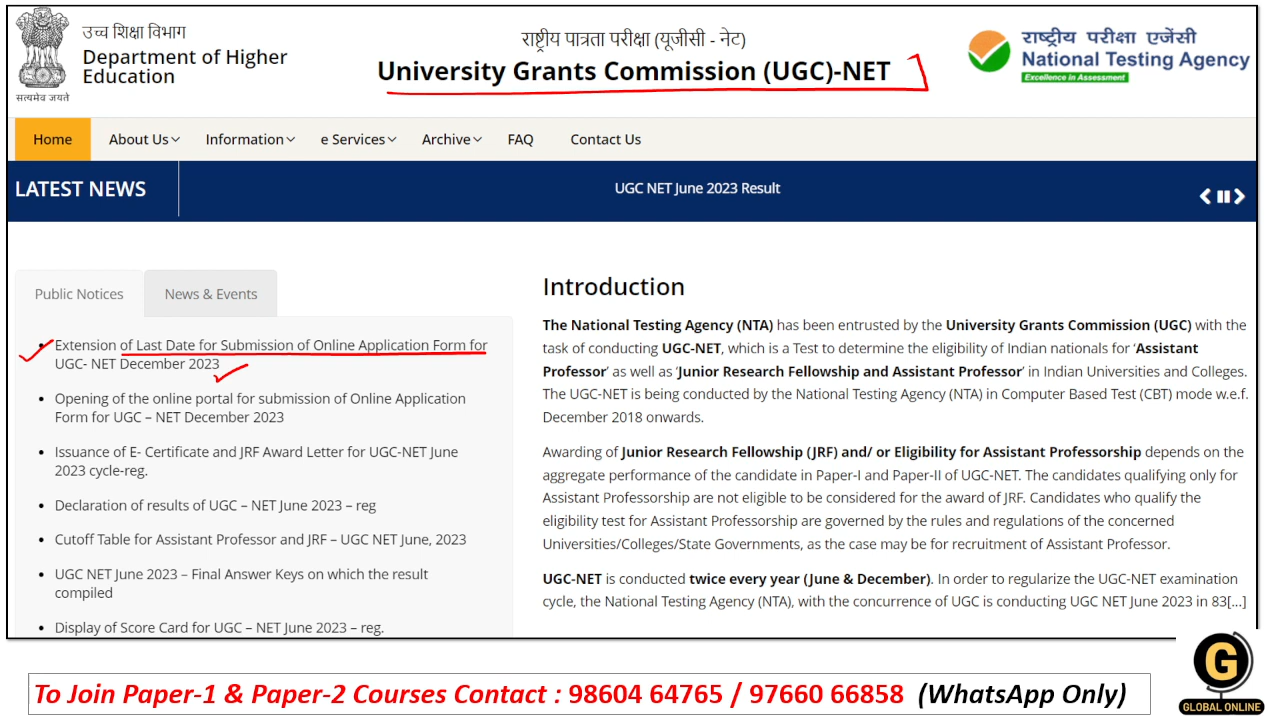 उच्च शिक्षा विभाग
Department of Higher
Education
सत्यमेव जयते
राष्ट्रीय पात्रता परीक्षा (यूजीसी - नेट)
University Grants Commission (UGC)-NET
राष्ट्रीय परीक्षा एजेंसी
National Testing Agency
Excellence in Assessment
Home About Us Information e Services Archive FAQ Contact Us
LATEST NEWS
UGC NET June 2023 Result
Public Notices News & Events
• Extension of Last Date for Submission of Online Application Form for
UGC- NET December 2023
• Opening of the online portal for submission of Online Application
Form for UGC – NET December 2023
• Issuance of E- Certificate and JRF Award Letter for UGC-NET June
2023 cycle-reg.
• Declaration of results of UGC – NET June 2023 – reg
• Cutoff Table for Assistant Professor and JRF – UGC NET June, 2023
• UGC NET June 2023 – Final Answer Keys on which the result
compiled
• Display of Score Card for UGC – NET June 2023 – reg.
Introduction
The National Testing Agency (NTA) has been entrusted by the University Grants Commission (UGC) with the
task of conducting UGC-NET, which is a Test to determine the eligibility of Indian nationals for ‘Assistant
Professor’ as well as ‘Junior Research Fellowship and Assistant Professor’ in Indian Universities and Colleges.
The UGC-NET is being conducted by the National Testing Agency (NTA) in Computer Based Test (CBT) mode w.e.f.
December 2018 onwards.
Awarding of Junior Research Fellowship (JRF) and/ or Eligibility for Assistant Professorship depends on the
aggregate performance of the candidate in Paper-I and Paper-II of UGC-NET. The candidates qualifying only for
Assistant Professorship are not eligible to be considered for the award of JRF. Candidates who qualify the
eligibility test for Assistant Professorship are governed by the rules and regulations of the concerned
Universities/Colleges/State Governments, as the case may be for recruitment of Assistant Professor.
UGC-NET is conducted twice every year (June & December). In order to regularize the UGC-NET examination
cycle, the National Testing Agency (NTA), with the concurrence of UGC is conducting UGC NET June 2023 in 83[...]
To Join Paper-1 & Paper-2 Courses Contact : 98604 64765 / 97660 66858 (WhatsApp Only)
G
GLOBAL ONLINE